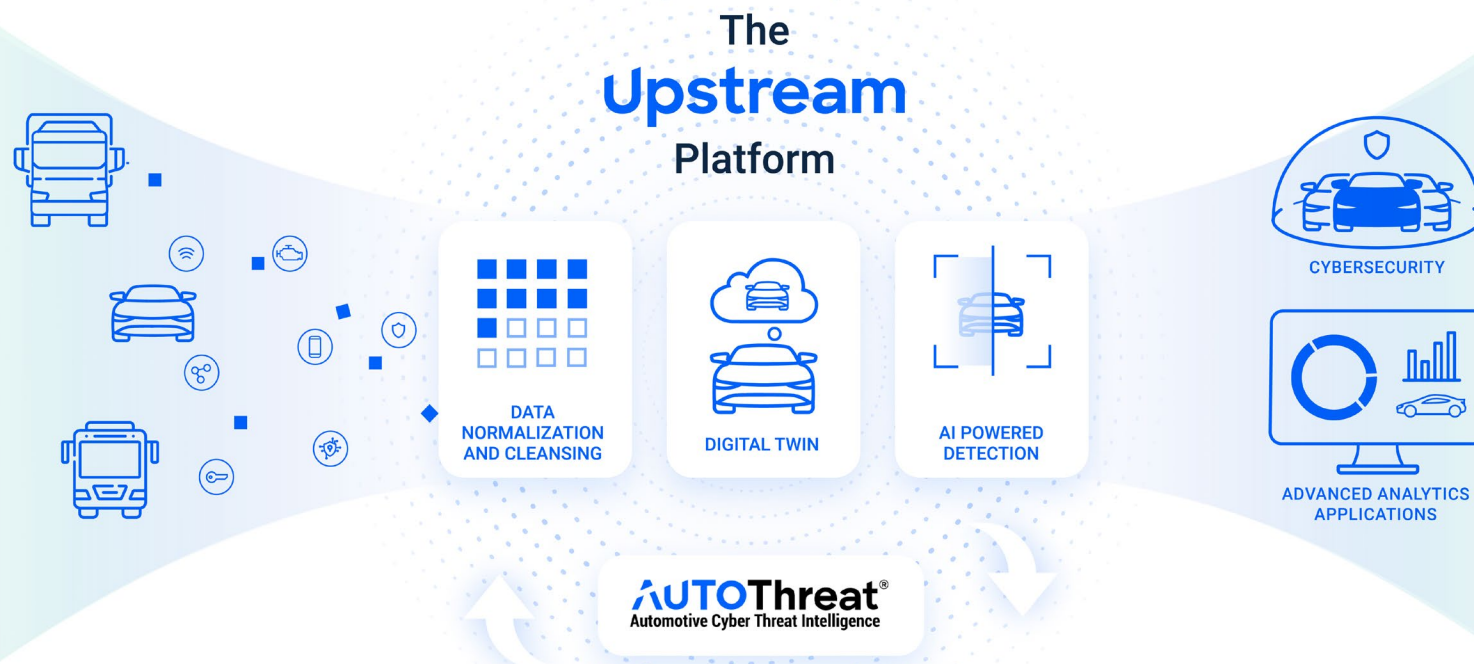 The
Upstream
Platform
DATA
NORMALIZATION
AND CLEANSING
DIGITAL TWIN
AI POWERED
DETECTION
CYBERSECURITY
ADVANCED ANALYTICS
APPLICATIONS
AUTOThreat®
Automotive Cyber Threat Intelligence